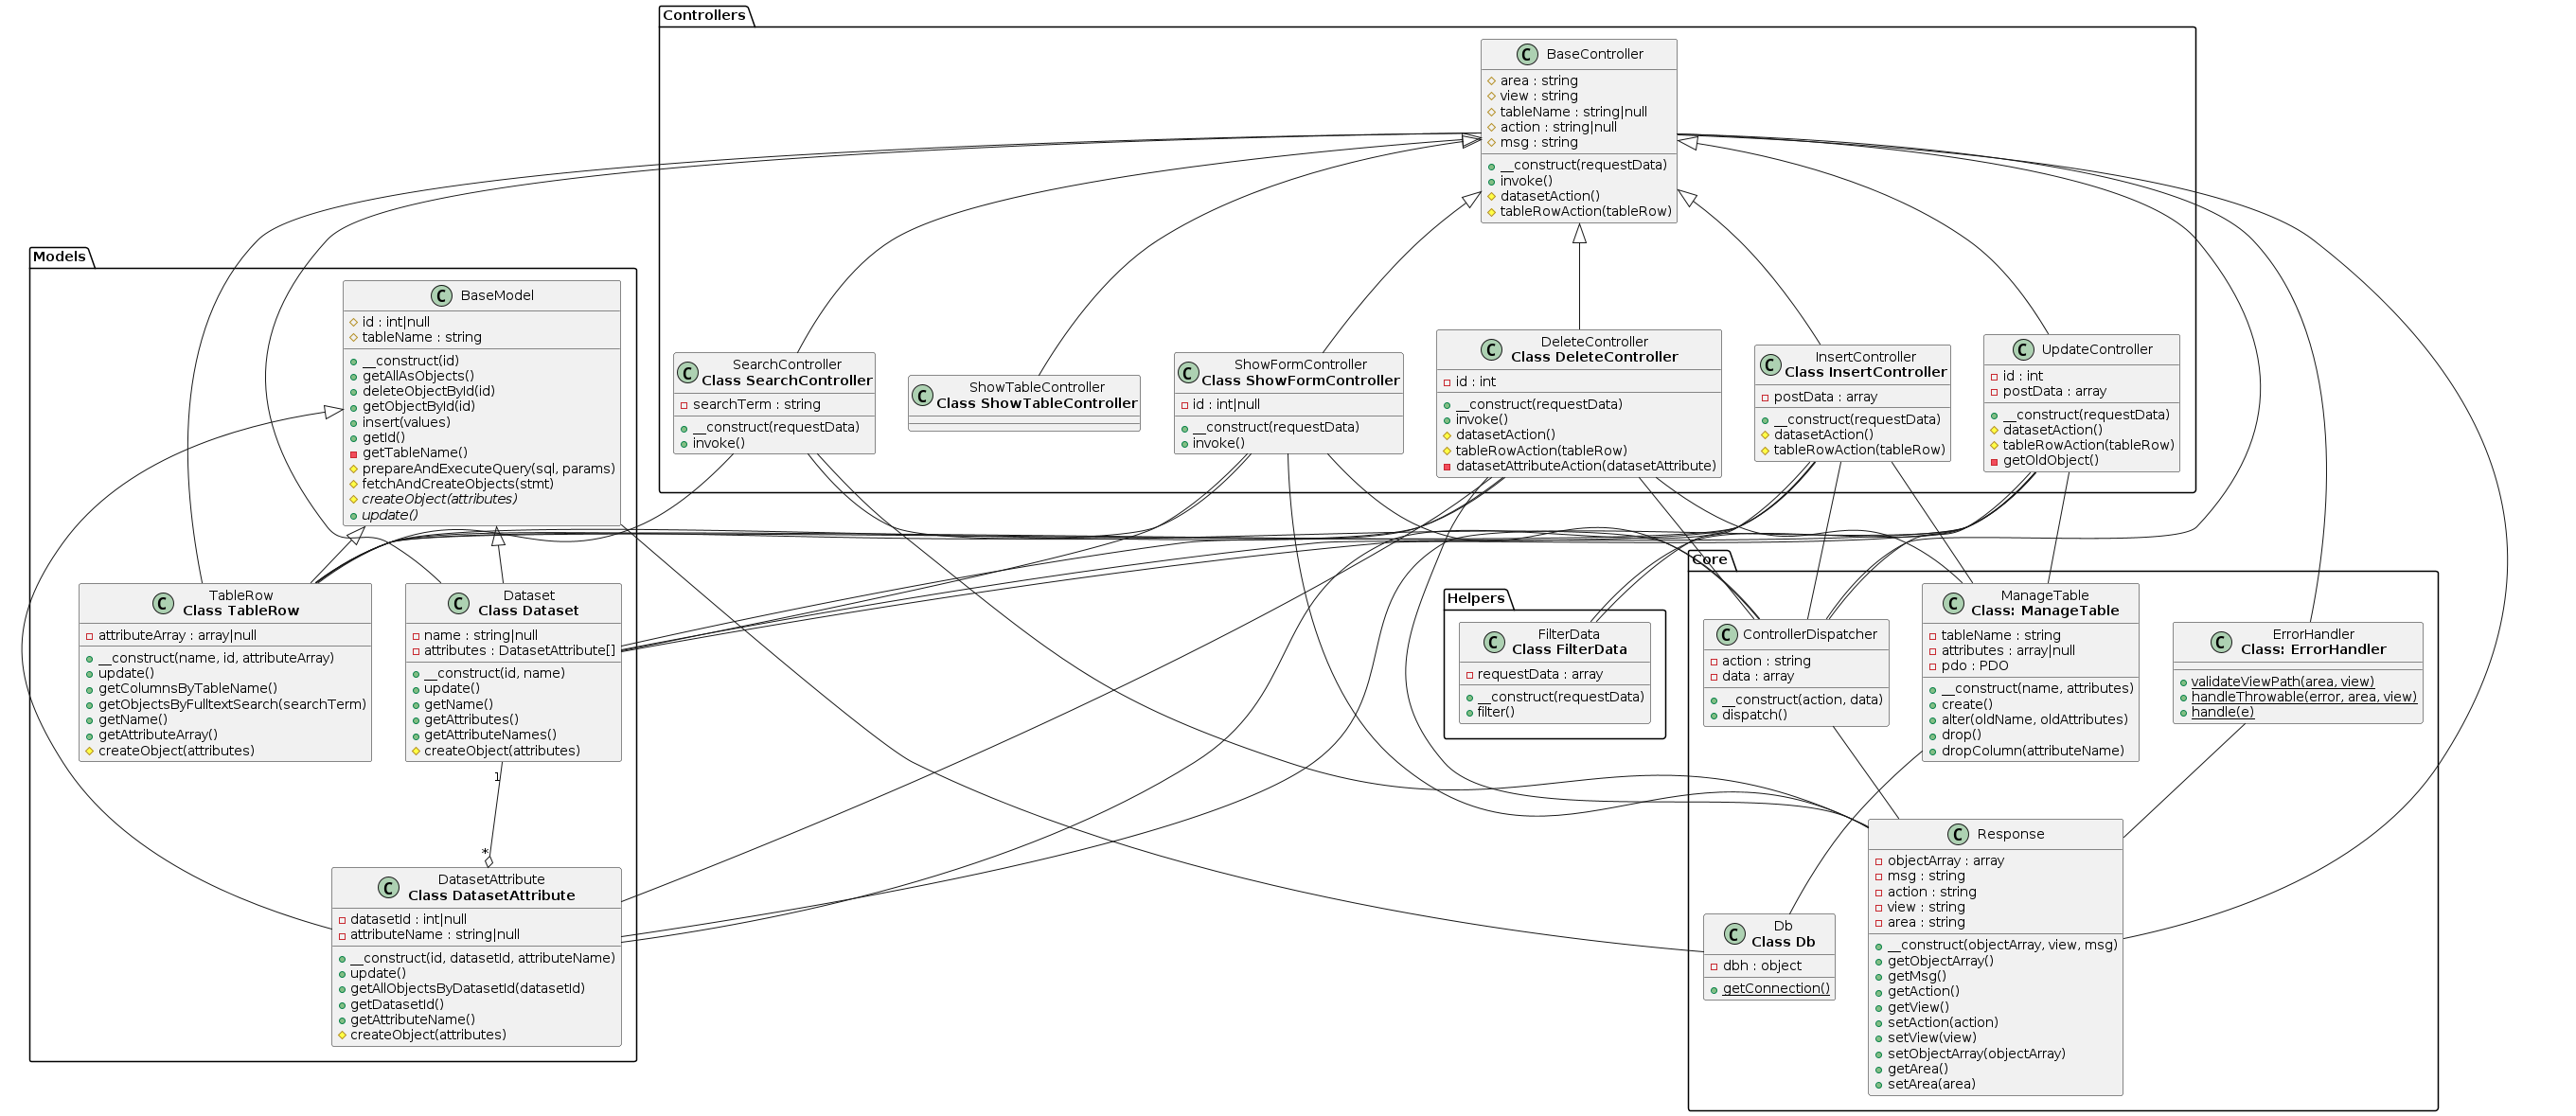 Controllers
C BaseController
area : string
view : string
tableName : string|null
action : string|null
msg : string
__construct(requestData)
invoke()
datasetAction()
tableRowAction(tableRow)
C SearchController
Class SearchController
searchTerm : string
__construct(requestData)
invoke()
C ShowTableController
Class ShowTableController
C ShowFormController
Class ShowFormController
id : int|null
__construct(requestData)
invoke()
C DeleteController
Class DeleteController
id : int
__construct(requestData)
invoke()
datasetAction()
tableRowAction(tableRow)
datasetAttributeAction(datasetAttribute)
C InsertController
Class InsertController
postData : array
__construct(requestData)
datasetAction()
tableRowAction(tableRow)
C UpdateController
id : int
postData : array
__construct(requestData)
datasetAction()
tableRowAction(tableRow)
getOldObject()
Models
C BaseModel
id : int|null
tableName : string
__construct(id)
getAllAsObjects()
deleteObjectById(id)
getObjectById(id)
insert(values)
getId()
getTableName()
prepareAndExecuteQuery(sql, params)
fetchAndCreateObjects(stmt)
createObject(attributes)
update()
C TableRow
Class TableRow
attributeArray : array|null
__construct(name, id, attributeArray)
update()
getColumnsByTableName()
getObjectsByFulltextSearch(searchTerm)
getName()
getAttributeArray()
createObject(attributes)
C Dataset
Class Dataset
name : string|null
attributes : DatasetAttribute[]
__construct(id, name)
update()
getName()
getAttributes()
getAttributeNames()
createObject(attributes)
1
*
C DatasetAttribute
Class DatasetAttribute
datasetId : int|null
attributeName : string|null
__construct(id, datasetId, attributeName)
update()
getAllObjectsByDatasetId(datasetId)
getDatasetId()
getAttributeName()
createObject(attributes)
Helpers
C FilterData
Class FilterData
requestData : array
__construct(requestData)
filter()
Core
C ControllerDispatcher
action : string
data : array
__construct(action, data)
dispatch()
C ManageTable
Class: ManageTable
tableName : string
attributes : array|null
pdo : PDO
__construct(name, attributes)
create()
alter(oldName, oldAttributes)
drop()
dropColumn(attributeName)
C ErrorHandler
Class: ErrorHandler
validateViewPath(area, view)
handleThrowable(error, area, view)
handle(e)
C Db
Class Db
dbh : object
getConnection()
C Response
objectArray : array
msg : string
action : string
view : string
area : string
__construct(objectArray, view, msg)
getObjectArray()
getMsg()
getAction()
getView()
setAction(action)
setView(view)
setObjectArray(objectArray)
getArea()
setArea(area)